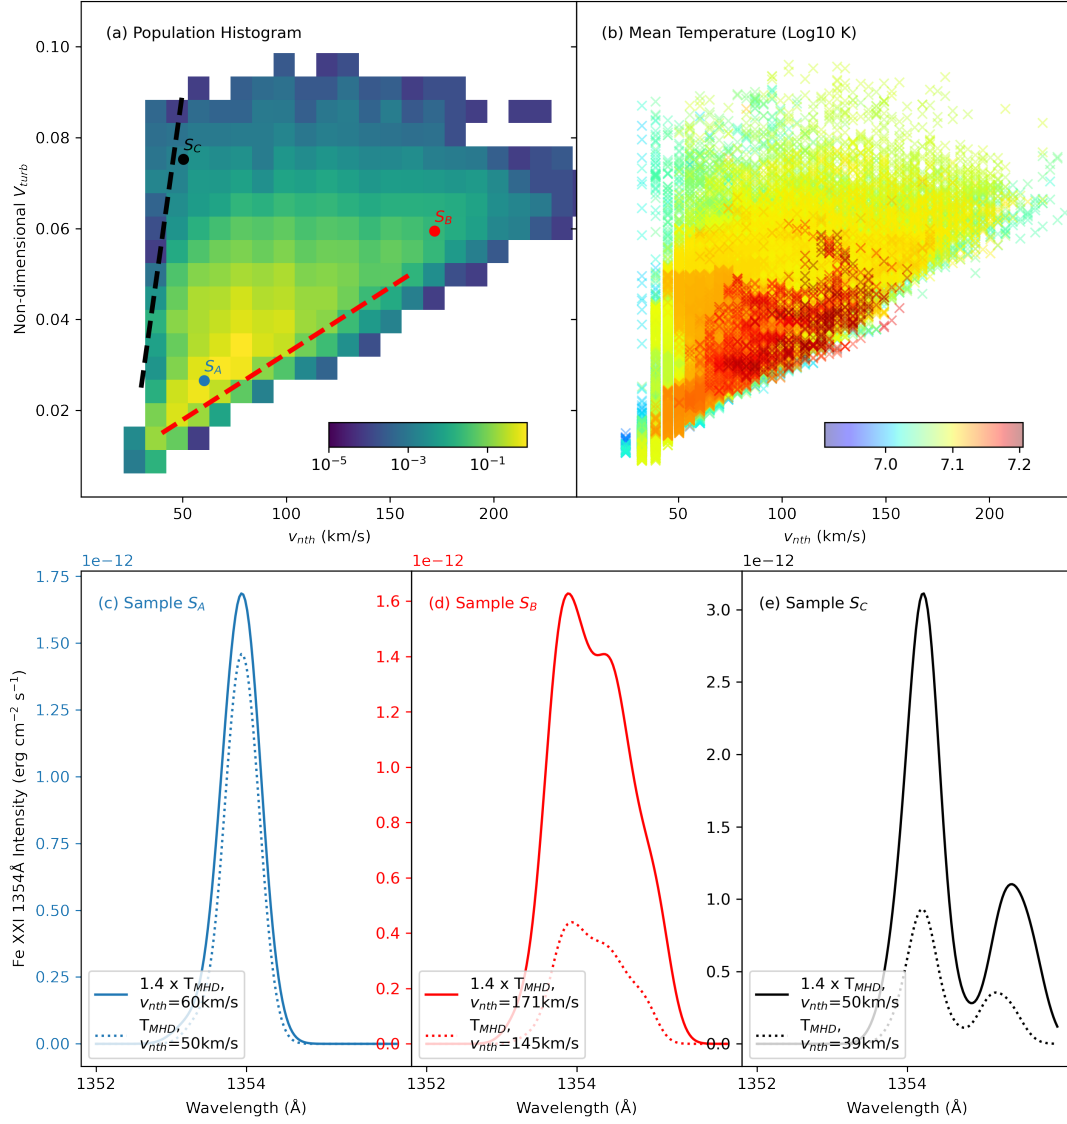 (a) Population Histogram
(b) Mean Temperature (Log10 K)
0.10
0.08
0.06
0.04
0.02
Non-dimensional V_turb
S_C
S_B
S_A
10⁻⁵ 10⁻³ 10⁻¹
7.0 7.1 7.2
50 100 150 200
50 100 150 200
v_nth (km/s)
v_nth (km/s)
1e−12
1e−12
1e−12
(c) Sample S_A
(d) Sample S_B
(e) Sample S_C
1.75
1.50
1.25
1.00
0.75
0.50
0.25
0.00
Fe XXI 1354Å Intensity (erg cm⁻² s⁻¹)
1.4 x T_MHD,
v_nth=60km/s
T_MHD,
v_nth=50km/s
1352 1354
Wavelength (Å)
1.6
1.4
1.2
1.0
0.8
0.6
0.4
0.2
0.0
1.4 x T_MHD,
v_nth=171km/s
T_MHD,
v_nth=145km/s
1352 1354
Wavelength (Å)
3.0
2.5
2.0
1.5
1.0
0.5
0.0
1.4 x T_MHD,
v_nth=50km/s
T_MHD,
v_nth=39km/s
1352 1354
Wavelength (Å)